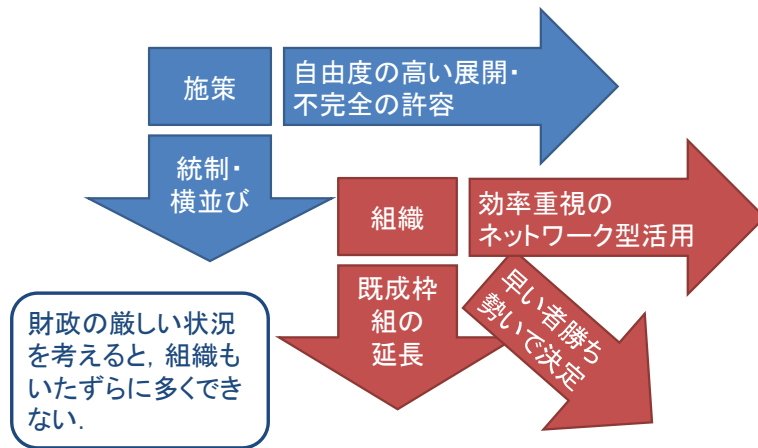 施策
自由度の高い展開・
不完全の許容
統制・
横並び
組織
効率重視の
ネットワーク型活用
既成枠
組の
延長
早い者勝ち
勢いで決定
財政の厳しい状況
を考えると，組織も
いたずらに多くでき
ない．